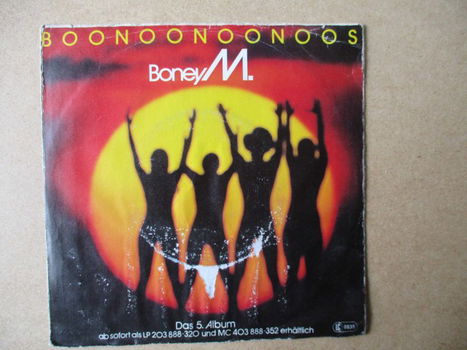 BOONOONOONOOS
Boney M.
Das 5. Album
ab sofort als LP 203 888-320 und MC 403 888-352 erhältlich